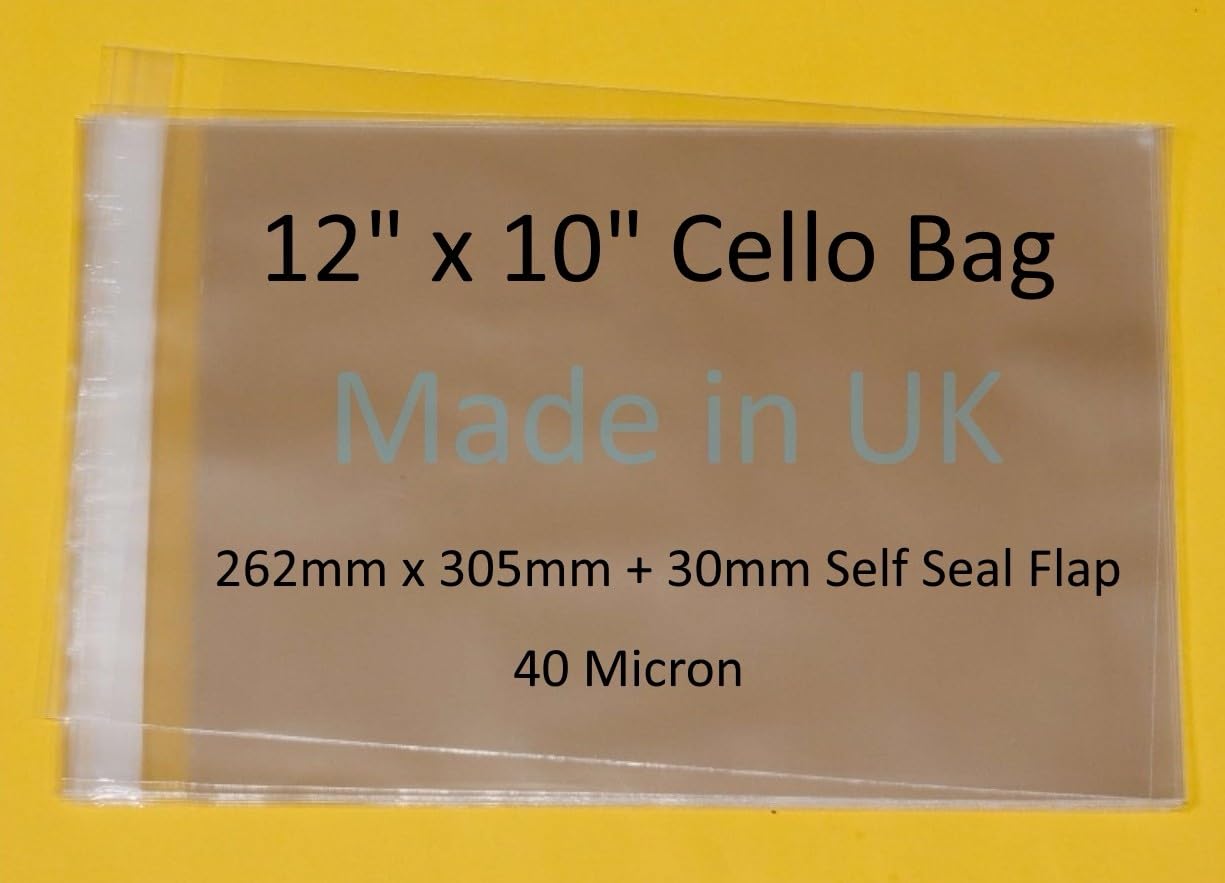 12" x 10" Cello Bag
Made in UK
262mm x 305mm + 30mm Self Seal Flap
40 Micron